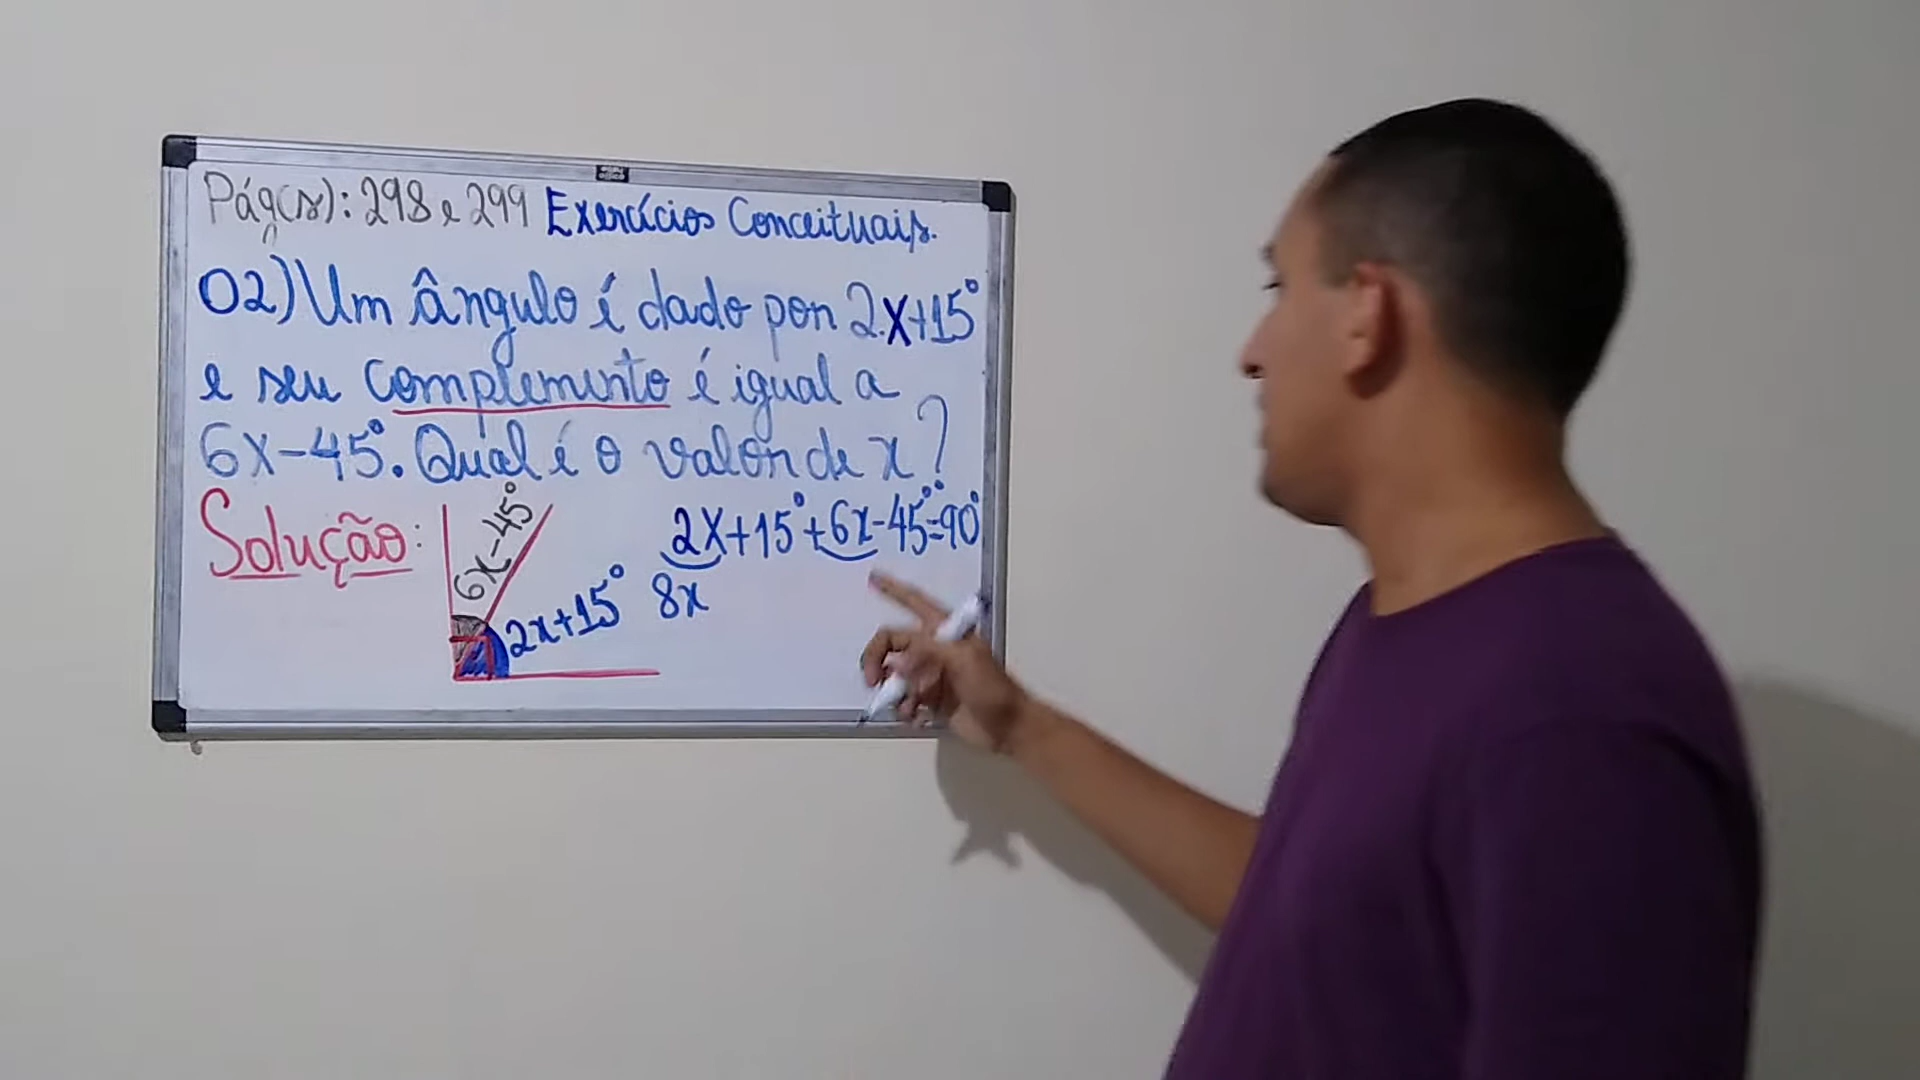 Pág(s): 298 e 299 Exercícios Conceituais.
02) Um ângulo é dado por 2.x+15°
e seu complemento é igual a
6x-45°. Qual é o valor de x?
Solução:
6x-45°
2x+15°
2x+15°+6x-45°=90°
8x